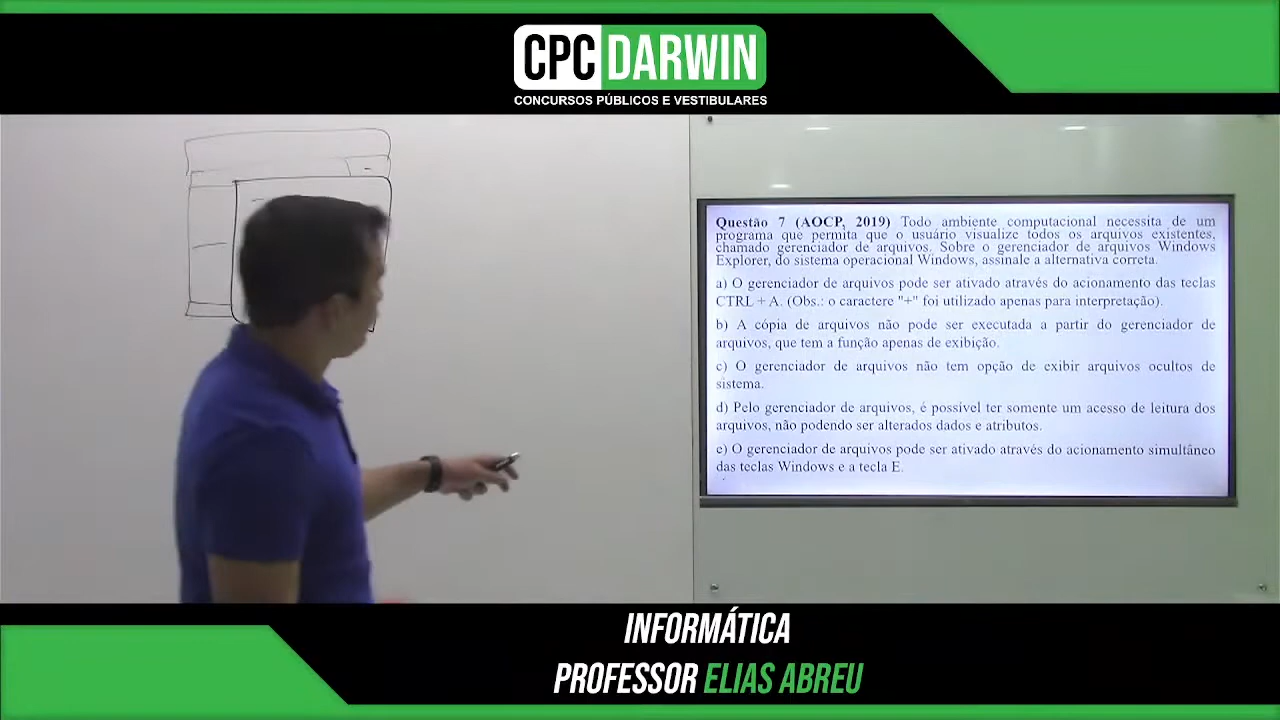 CPC DARWIN
CONCURSOS PÚBLICOS E VESTIBULARES
Questão 7 (AOCP, 2019) Todo ambiente computacional necessita de um
programa que permita que o usuário visualize todos os arquivos existentes,
chamado gerenciador de arquivos. Sobre o gerenciador de arquivos Windows
Explorer, do sistema operacional Windows, assinale a alternativa correta.
a) O gerenciador de arquivos pode ser ativado através do acionamento das teclas
CTRL + A. (Obs.: o caractere "+" foi utilizado apenas para interpretação).
b) A cópia de arquivos não pode ser executada a partir do gerenciador de
arquivos, que tem a função apenas de exibição.
c) O gerenciador de arquivos não tem opção de exibir arquivos ocultos de
sistema.
d) Pelo gerenciador de arquivos, é possível ter somente um acesso de leitura dos
arquivos, não podendo ser alterados dados e atributos.
e) O gerenciador de arquivos pode ser ativado através do acionamento simultâneo
das teclas Windows e a tecla E.
INFORMÁTICA
PROFESSOR ELIAS ABREU